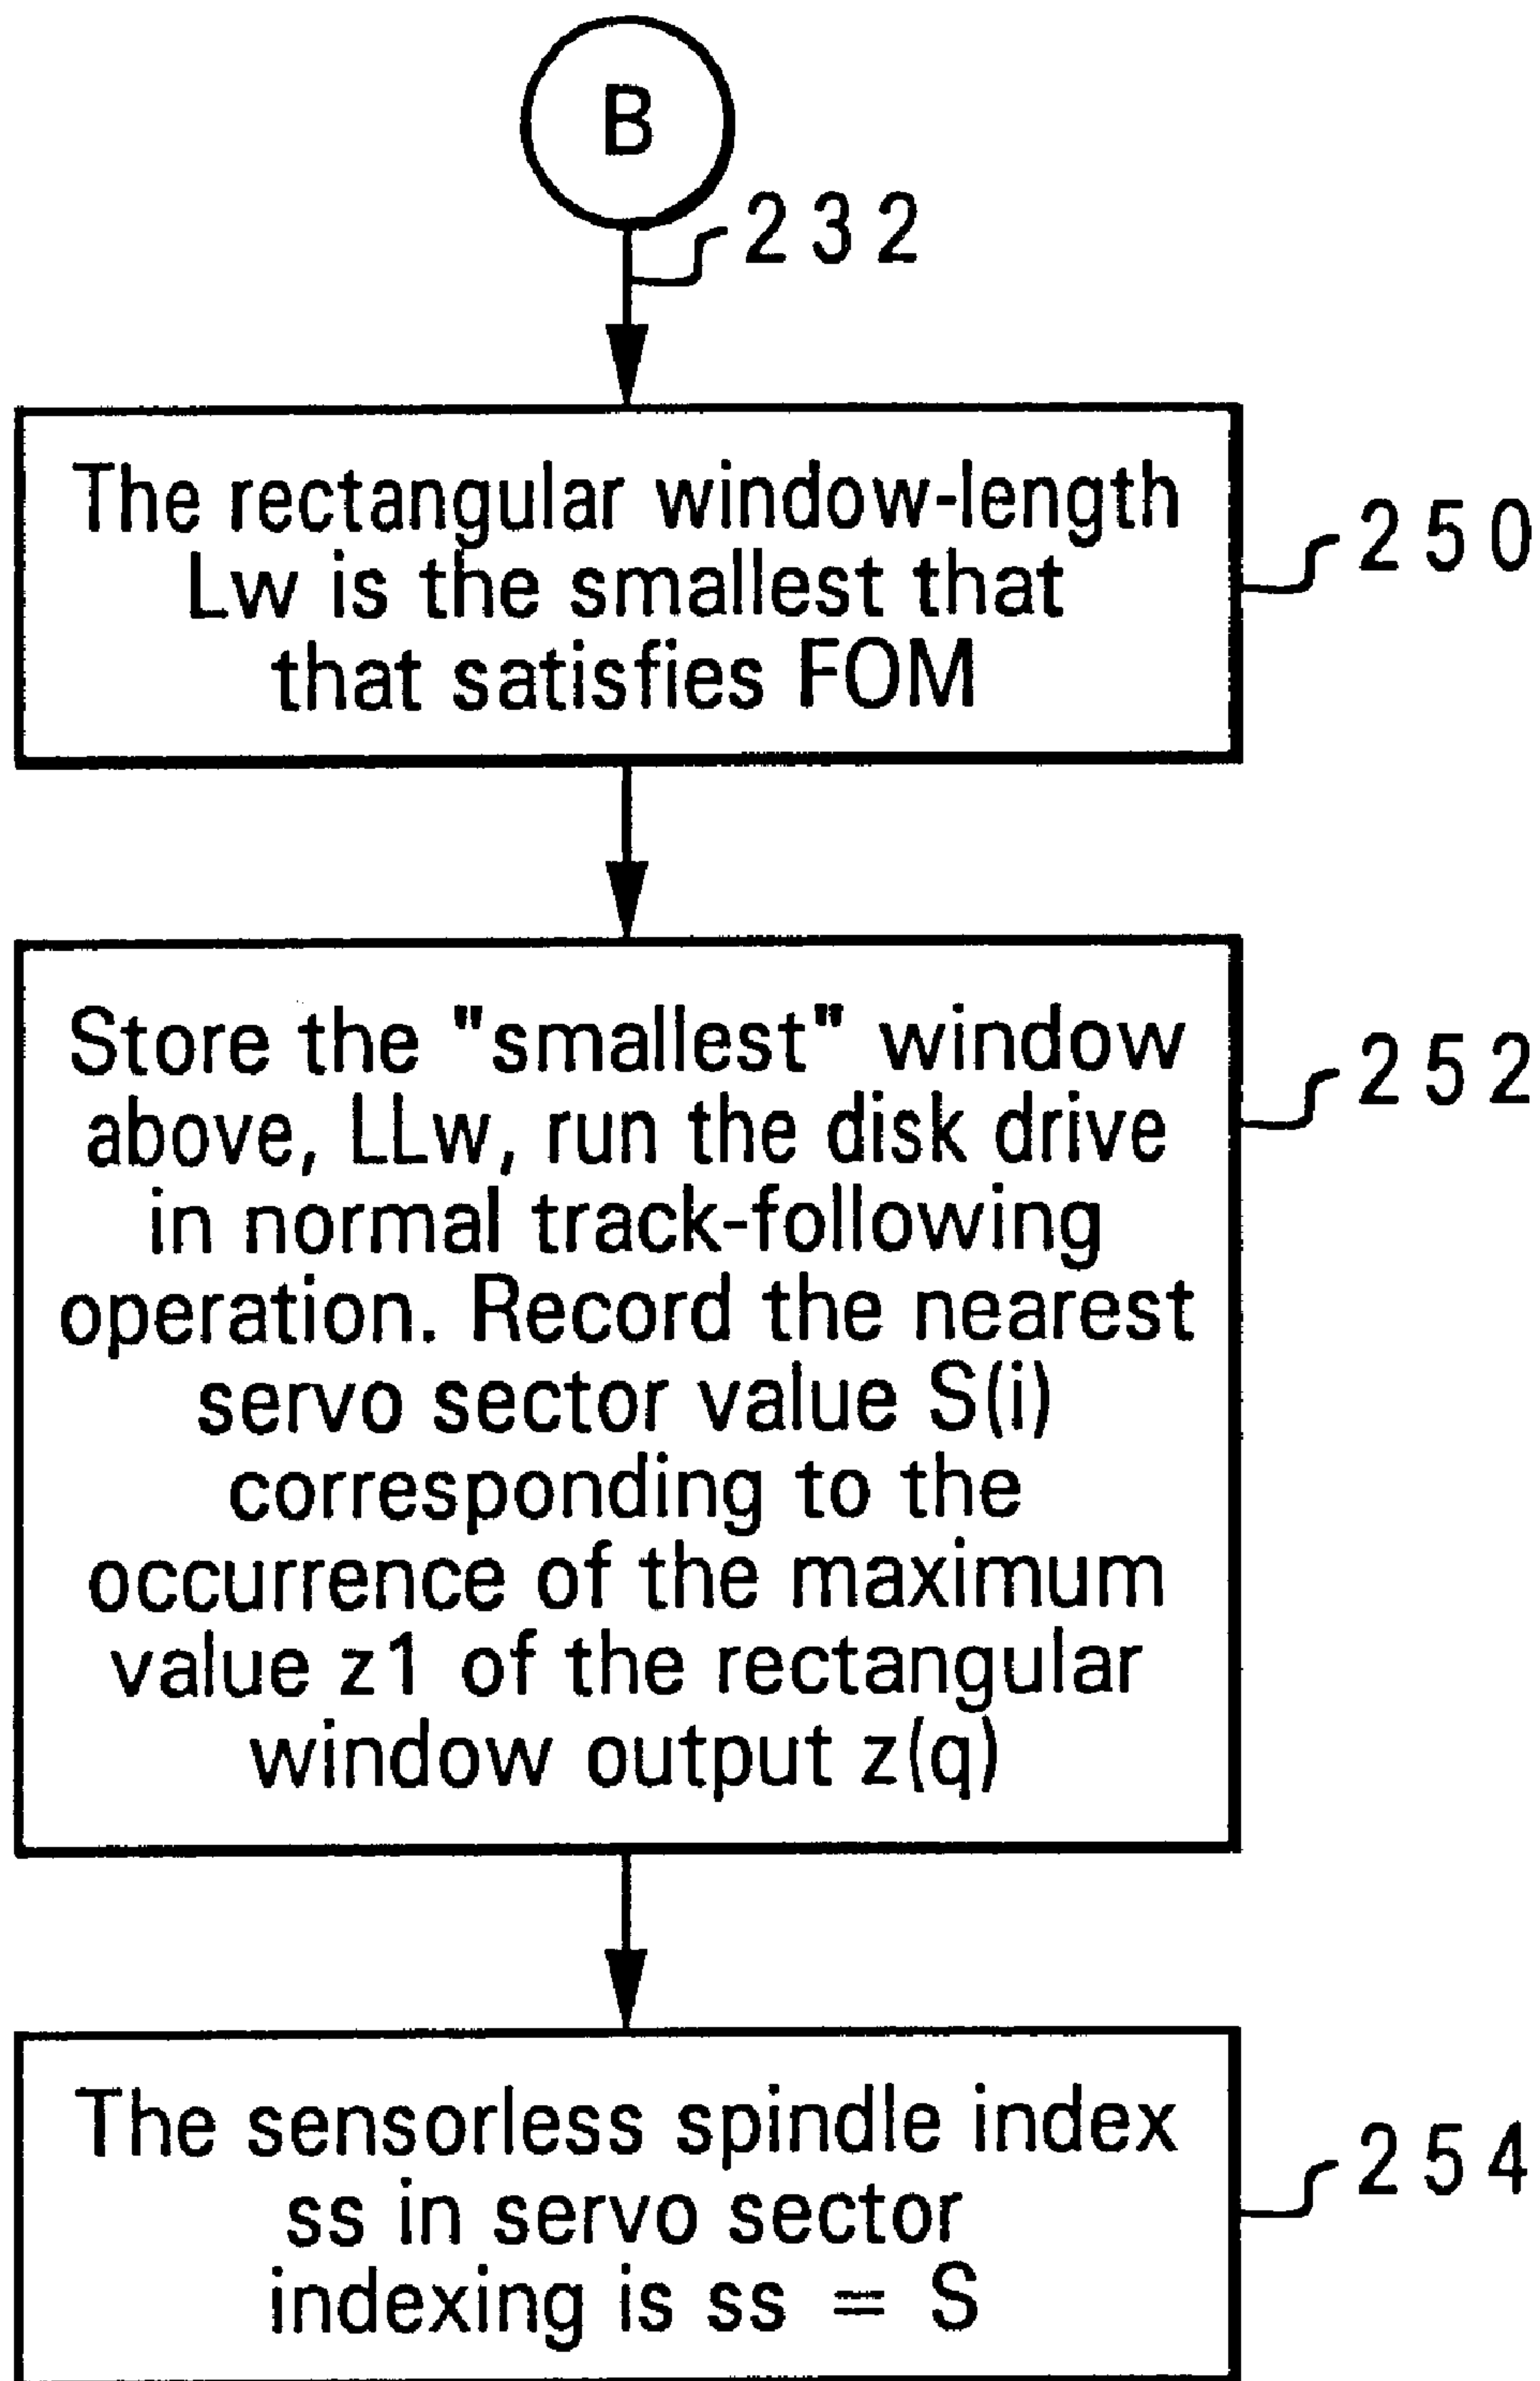 B
232
The rectangular window-length
Lw is the smallest that
that satisfies FOM
250
Store the "smallest" window
above, LLw, run the disk drive
in normal track-following
operation. Record the nearest
servo sector value S(i)
corresponding to the
occurrence of the maximum
value z1 of the rectangular
window output z(q)
252
The sensorless spindle index
ss in servo sector
indexing is ss = S
254